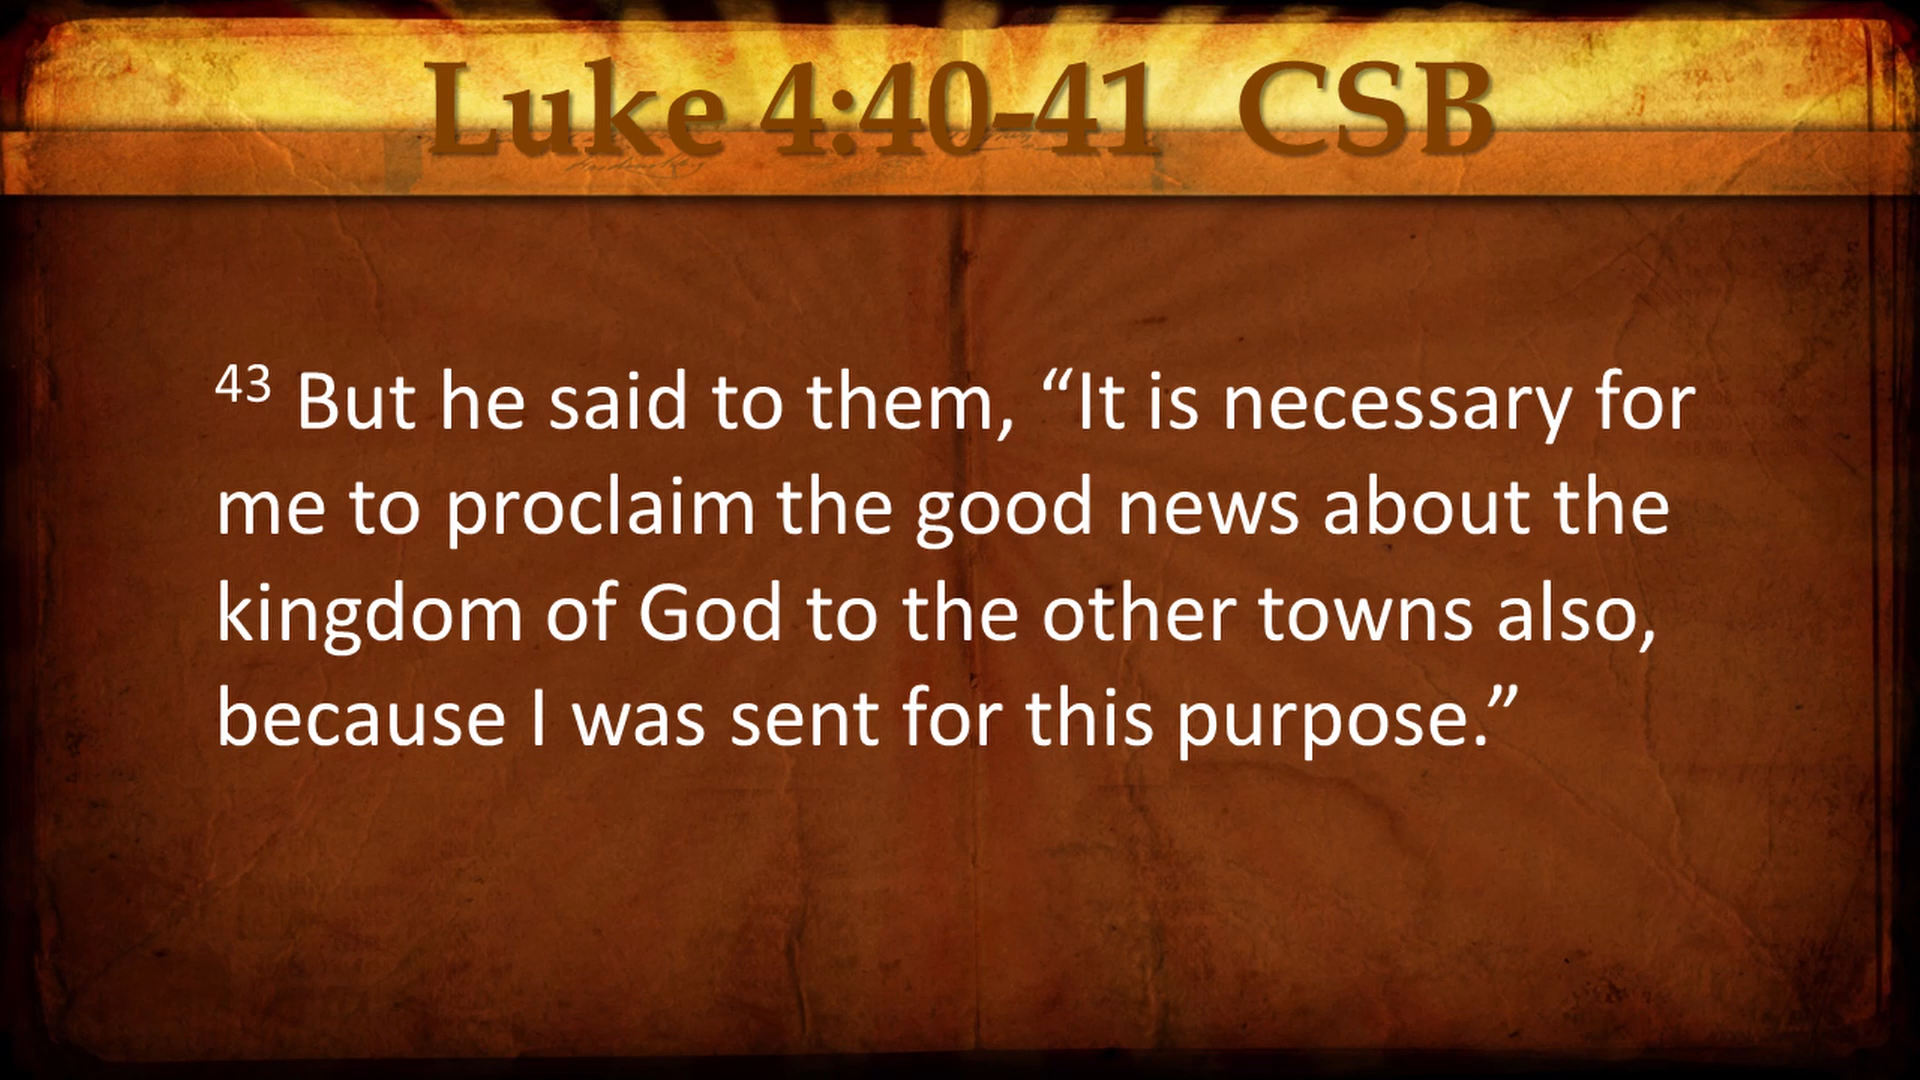 Luke 4:40-41 CSB
43 But he said to them, “It is necessary for
me to proclaim the good news about the
kingdom of God to the other towns also,
because I was sent for this purpose.”